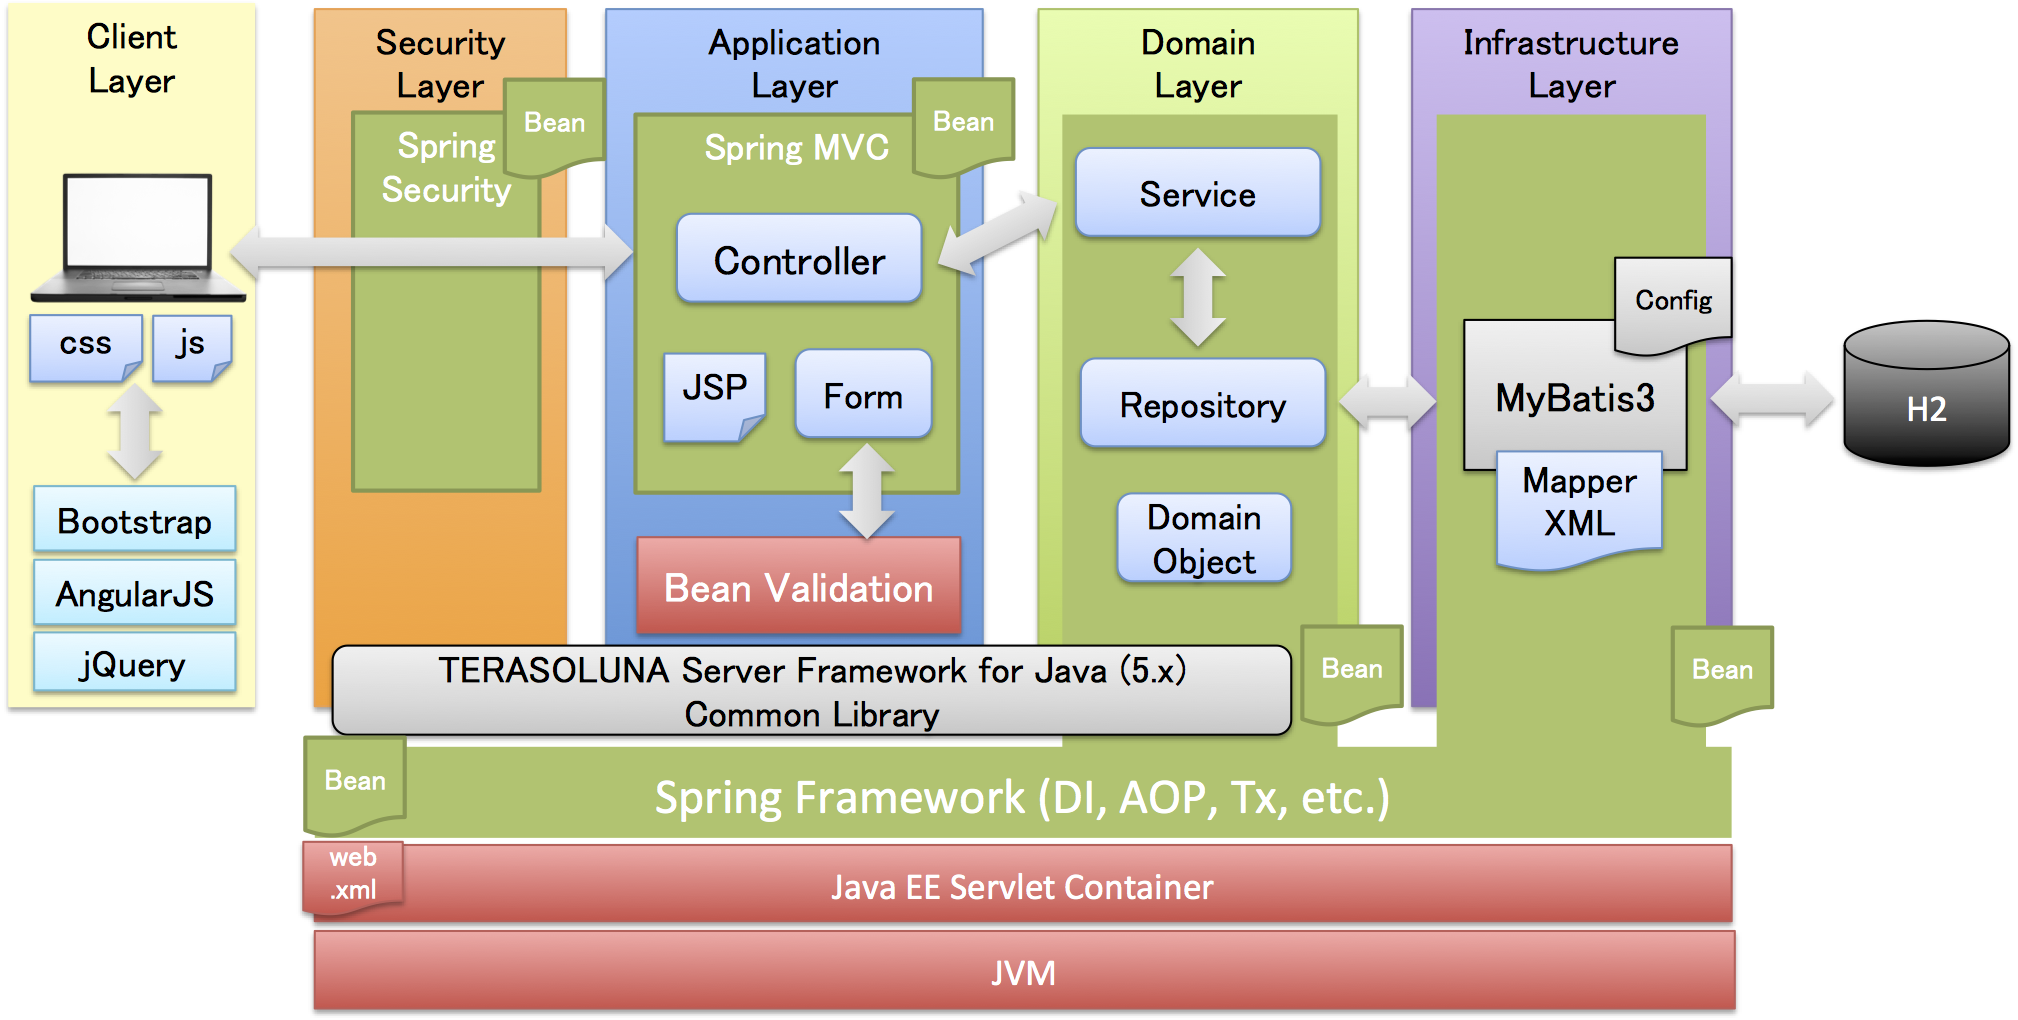 Client
Layer
css
js
Bootstrap
AngularJS
jQuery
Security
Layer
Bean
Spring
Security
Application
Layer
Bean
Spring MVC
Controller
JSP
Form
Bean Validation
Domain
Layer
Service
Repository
Domain
Object
Bean
Infrastructure
Layer
Config
MyBatis3
Mapper
XML
Bean
H2
TERASOLUNA Server Framework for Java (5.x)
Common Library
Bean
Spring Framework (DI, AOP, Tx, etc.)
web
.xml
Java EE Servlet Container
JVM